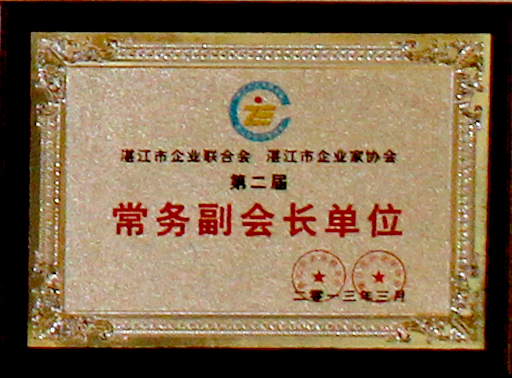 湛江市企业联合会 湛江市企业家协会
第二届
常务副会长单位
二零一三年三月